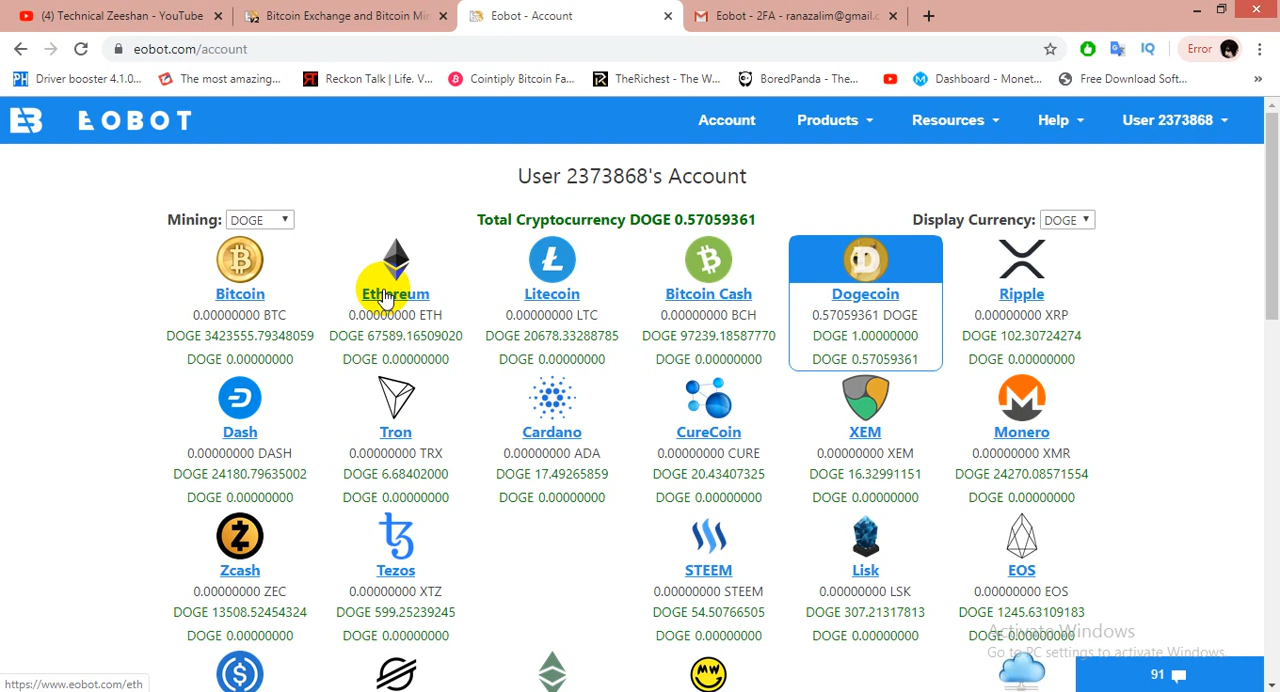 (4) Technical Zeeshan - YouTube
Bitcoin Exchange and Bitcoin Min
Eobot - Account
Eobot - 2FA - ranazalim@gmail.c
eobot.com/account
IQ
Error
PH Driver booster 4.1.0...
The most amazing...
RT Reckon Talk | Life. V...
Cointiply Bitcoin Fa...
TheRichest - The W...
BoredPanda - The...
Dashboard - Monet...
Free Download Soft...
»
EB EOBOT
Account
Products
Resources
Help
User 2373868
User 2373868's Account
Mining: DOGE
Total Cryptocurrency DOGE 0.57059361
Display Currency: DOGE
Bitcoin Ethereum Litecoin Bitcoin Cash Dogecoin Ripple
0.00000000 BTC 0.00000000 ETH 0.00000000 LTC 0.00000000 BCH 0.57059361 DOGE 0.00000000 XRP
DOGE 3423555.79348059 DOGE 67589.16509020 DOGE 20678.33288785 DOGE 97239.18587770 DOGE 1.00000000 DOGE 102.30724274
DOGE 0.00000000 DOGE 0.00000000 DOGE 0.00000000 DOGE 0.00000000 DOGE 0.57059361 DOGE 0.00000000
Dash Tron Cardano CureCoin XEM Monero
0.00000000 DASH 0.00000000 TRX 0.00000000 ADA 0.00000000 CURE 0.00000000 XEM 0.00000000 XMR
DOGE 24180.79635002 DOGE 6.68402000 DOGE 17.49265859 DOGE 20.43407325 DOGE 16.32991151 DOGE 24270.08571554
DOGE 0.00000000 DOGE 0.00000000 DOGE 0.00000000 DOGE 0.00000000 DOGE 0.00000000 DOGE 0.00000000
Zcash Tezos STEEM Lisk EOS
0.00000000 ZEC 0.00000000 XTZ 0.00000000 STEEM 0.00000000 LSK 0.00000000 EOS
DOGE 13508.52454324 DOGE 599.25239245 DOGE 54.50766505 DOGE 307.21317813 DOGE 1245.63109183
DOGE 0.00000000 DOGE 0.00000000 DOGE 0.00000000 DOGE 0.00000000 DOGE 0.00000000
Activate Windows
Go to PC settings to activate Windows.
MW
91
https://www.eobot.com/eth